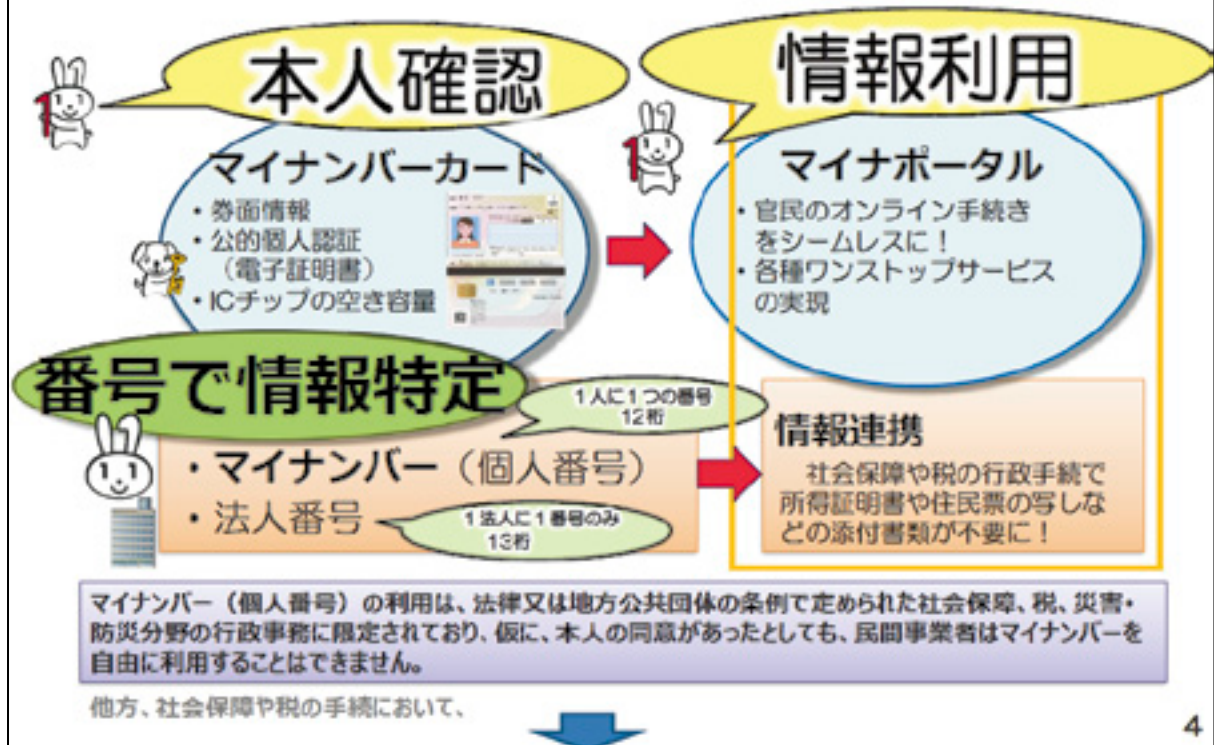 本人確認
情報利用
マイナンバーカード
・券面情報
・公的個人認証
（電子証明書）
・ICチップの空き容量
マイナポータル
・官民のオンライン手続き
をシームレスに！
・各種ワンストップサービス
の実現
番号で情報特定
1人に1つの番号
12桁
・マイナンバー（個人番号）
・法人番号
1法人に1番号のみ
13桁
情報連携
社会保障や税の行政手続で
所得証明書や住民票の写しな
どの添付書類が不要に！
マイナンバー（個人番号）の利用は、法律又は地方公共団体の条例で定められた社会保障、税、災害・
防災分野の行政事務に限定されており、仮に、本人の同意があったとしても、民間事業者はマイナンバーを
自由に利用することはできません。
他方、社会保障や税の手続において、
4